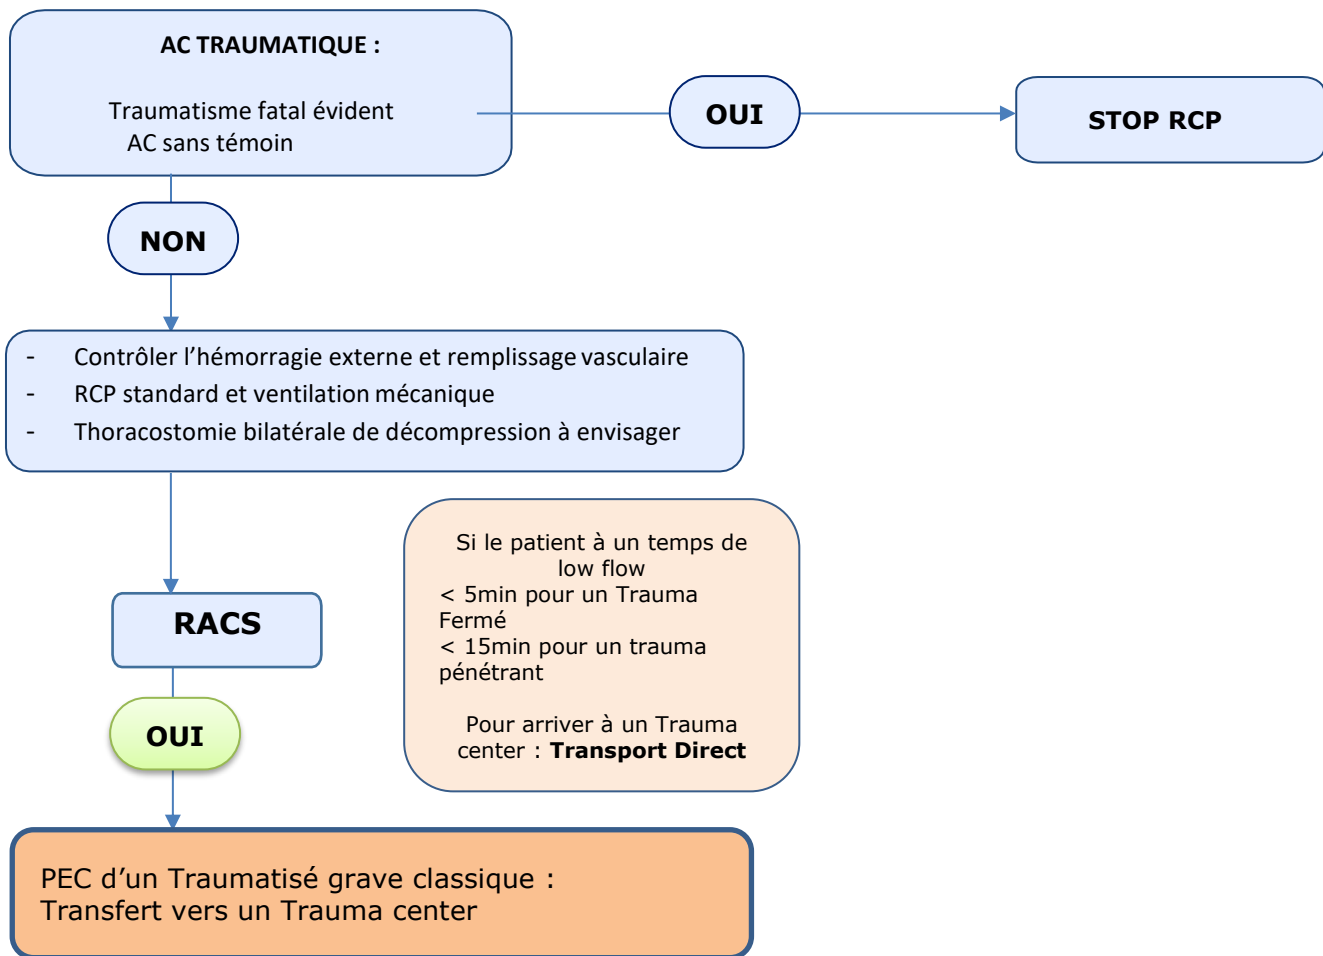 AC TRAUMATIQUE :
Traumatisme fatal évident
AC sans témoin
OUI
STOP RCP
NON
- Contrôler l’hémorragie externe et remplissage vasculaire
- RCP standard et ventilation mécanique
- Thoracostomie bilatérale de décompression à envisager
Si le patient à un temps de
low flow
< 5min pour un Trauma
Fermé
< 15min pour un trauma
pénétrant
Pour arriver à un Trauma
center : Transport Direct
RACS
OUI
PEC d’un Traumatisé grave classique :
Transfert vers un Trauma center